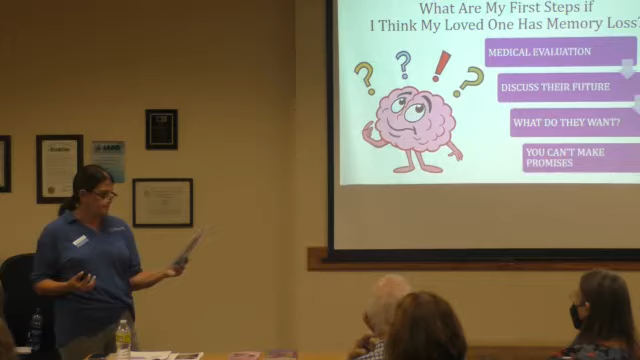 What Are My First Steps if
I Think My Loved One Has Memory Loss?
MEDICAL EVALUATION
DISCUSS THEIR FUTURE
WHAT DO THEY WANT?
YOU CAN'T MAKE
PROMISES